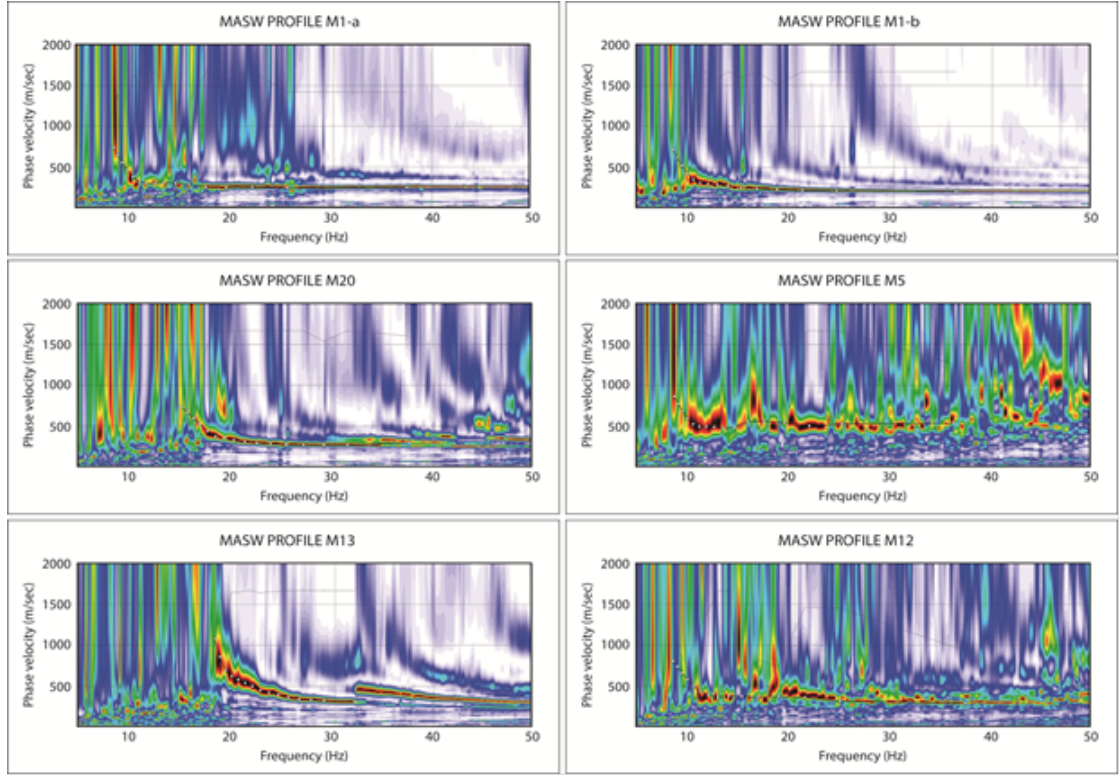 MASW PROFILE M1-a
2000
1500
1000
500
Phase velocity (m/sec)
10 20 30 40 50
Frequency (Hz)
MASW PROFILE M1-b
2000
1500
1000
500
Phase velocity (m/sec)
10 20 30 40 50
Frequency (Hz)
MASW PROFILE M20
2000
1500
1000
500
Phase velocity (m/sec)
10 20 30 40 50
Frequency (Hz)
MASW PROFILE M5
2000
1500
1000
500
Phase velocity (m/sec)
10 20 30 40 50
Frequency (Hz)
MASW PROFILE M13
2000
1500
1000
500
Phase velocity (m/sec)
10 20 30 40 50
Frequency (Hz)
MASW PROFILE M12
2000
1500
1000
500
Phase velocity (m/sec)
10 20 30 40 50
Frequency (Hz)